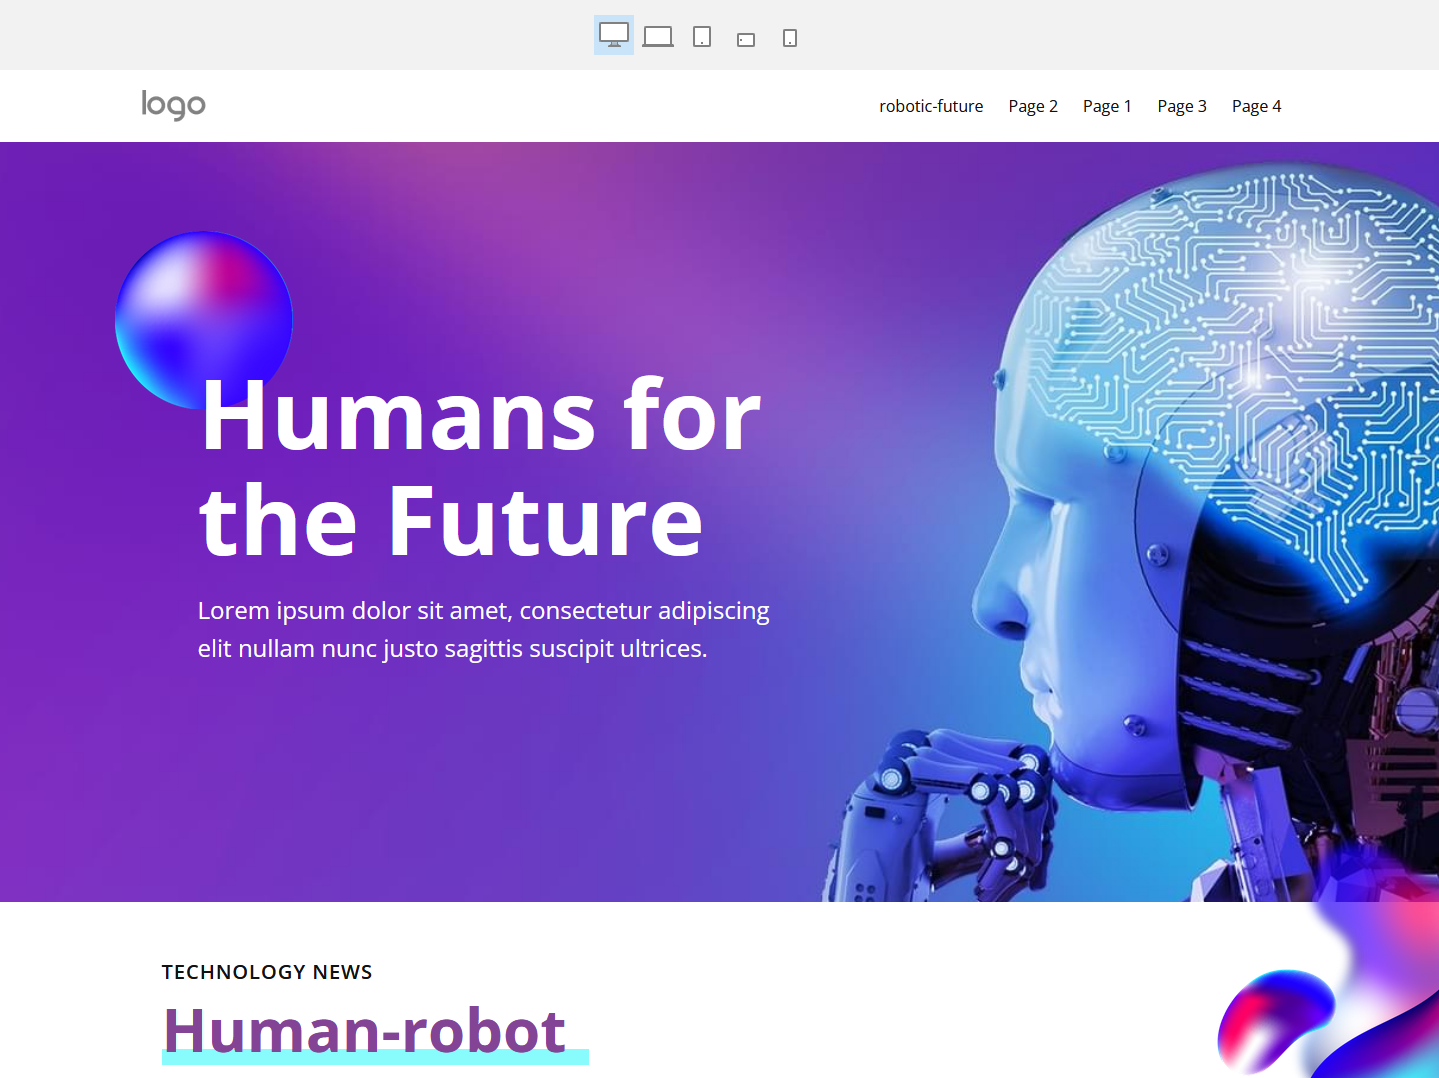 logo
robotic-future Page 2 Page 1 Page 3 Page 4
Humans for
the Future
Lorem ipsum dolor sit amet, consectetur adipiscing
elit nullam nunc justo sagittis suscipit ultrices.
TECHNOLOGY NEWS
Human-robot